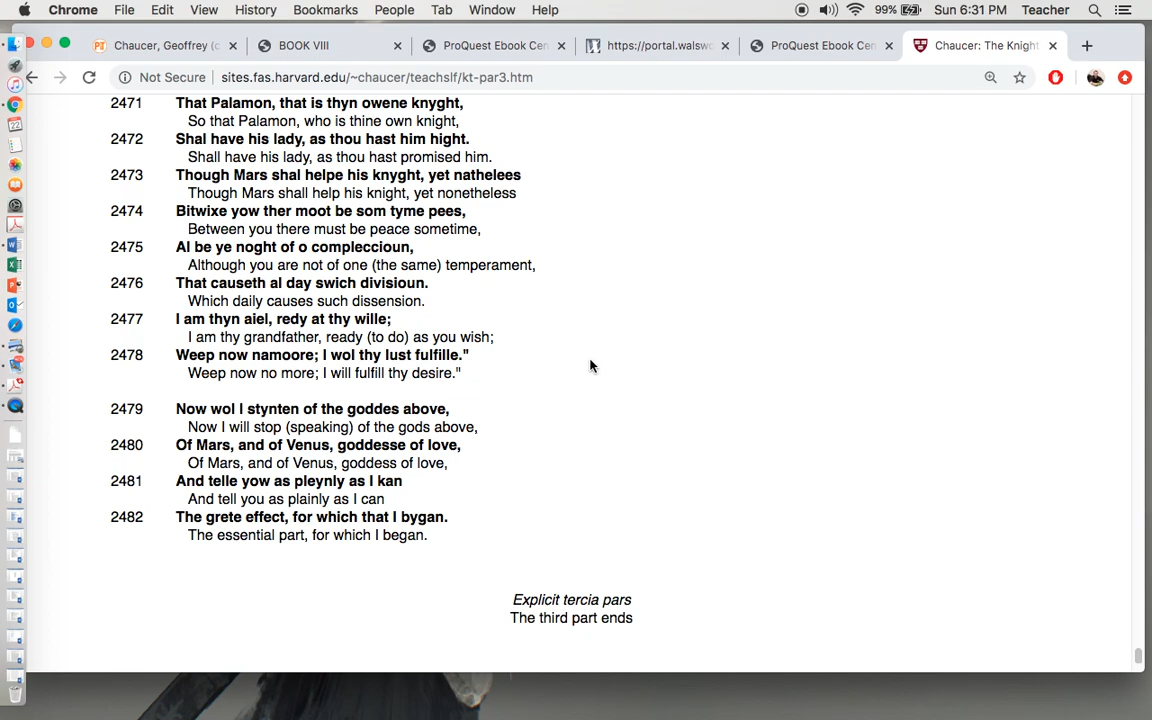 Chrome File Edit View History Bookmarks People Tab Window Help 99% Sun 6:31 PM Teacher
Chaucer, Geoffrey (c × BOOK VIII × ProQuest Ebook Cen × https://portal.walswo × ProQuest Ebook Cen × Chaucer: The Knigh × +
Not Secure | sites.fas.harvard.edu/~chaucer/teachslf/kt-par3.htm
2471 That Palamon, that is thyn owene knyght,
So that Palamon, who is thine own knight,
2472 Shal have his lady, as thou hast him hight.
Shall have his lady, as thou hast promised him.
2473 Though Mars shal helpe his knyght, yet nathelees
Though Mars shall help his knight, yet nonetheless
2474 Bitwixe yow ther moot be som tyme pees,
Between you there must be peace sometime,
2475 Al be ye noght of o compleccioun,
Although you are not of one (the same) temperament,
2476 That causeth al day swich divisioun.
Which daily causes such dissension.
2477 I am thyn aiel, redy at thy wille;
I am thy grandfather, ready (to do) as you wish;
2478 Weep now namoore; I wol thy lust fulfille."
Weep now no more; I will fulfill thy desire."
2479 Now wol I stynten of the goddes above,
Now I will stop (speaking) of the gods above,
2480 Of Mars, and of Venus, goddesse of love,
Of Mars, and of Venus, goddess of love,
2481 And telle yow as pleynly as I kan
And tell you as plainly as I can
2482 The grete effect, for which that I bygan.
The essential part, for which I began.
Explicit tercia pars
The third part ends